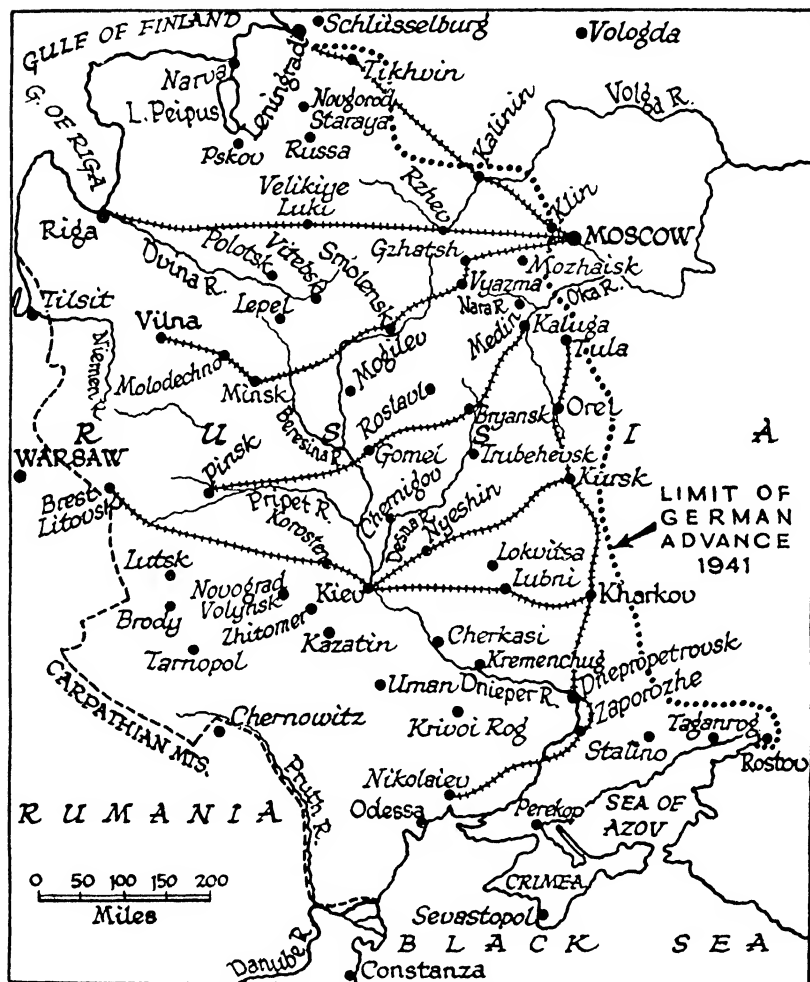 GULF OF FINLAND
Schlüsselburg
Vologda
Tikhvin
Narva
L. Peipus
Leningrad
Novgorod
Staraya
Russa
Pskov
G. OF RIGA
Kalinin
Volga R.
Rzhev
Klin
Velikiye
Luki
Riga
MOSCOW
Gzhatsh
Mozhaisk
Dvina R.
Polotsk
Vitebsk
Smolensk
Vyazma
Nara R.
Oka R.
Tilsit
Lepel
Medin
Kaluga
Tula
Vilna
Niemen R.
Molodechno
Minsk
Mogilev
Roslavl
Beresina R.
Bryansk
Orel
R U S S I A
WARSAW
Pinsk
Gomel
Trubehevsk
Kursk
Brest
Litovsk
Pripet R.
Chernigov
Desna R.
Nyeshin
LIMIT OF
GERMAN
ADVANCE
1941
Korosten
Lokvitsa
Lutsk
Novograd
Volynsk
Kiev
Lubni
Kharkov
Brody
Zhitomer
Kazatin
Cherkasi
Tarnopol
Kremenchug
Dnepropetrovsk
Uman
Dnieper R.
Zaporozhe
CARPATHIAN MTS.
Chernowitz
Krivoi Rog
Stalino
Taganrog
Rostov
Pruth R.
Nikolaiev
RUMANIA
Odessa
Perekop
SEA OF
AZOV
0 50 100 150 200
Miles
CRIMEA
Sevastopol
BLACK SEA
Danube R.
Constanza